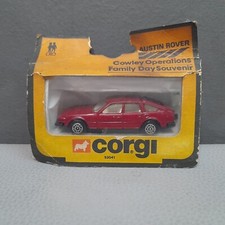 AUSTIN ROVER
Cowley Operations
Family Day Souvenir
CORGi